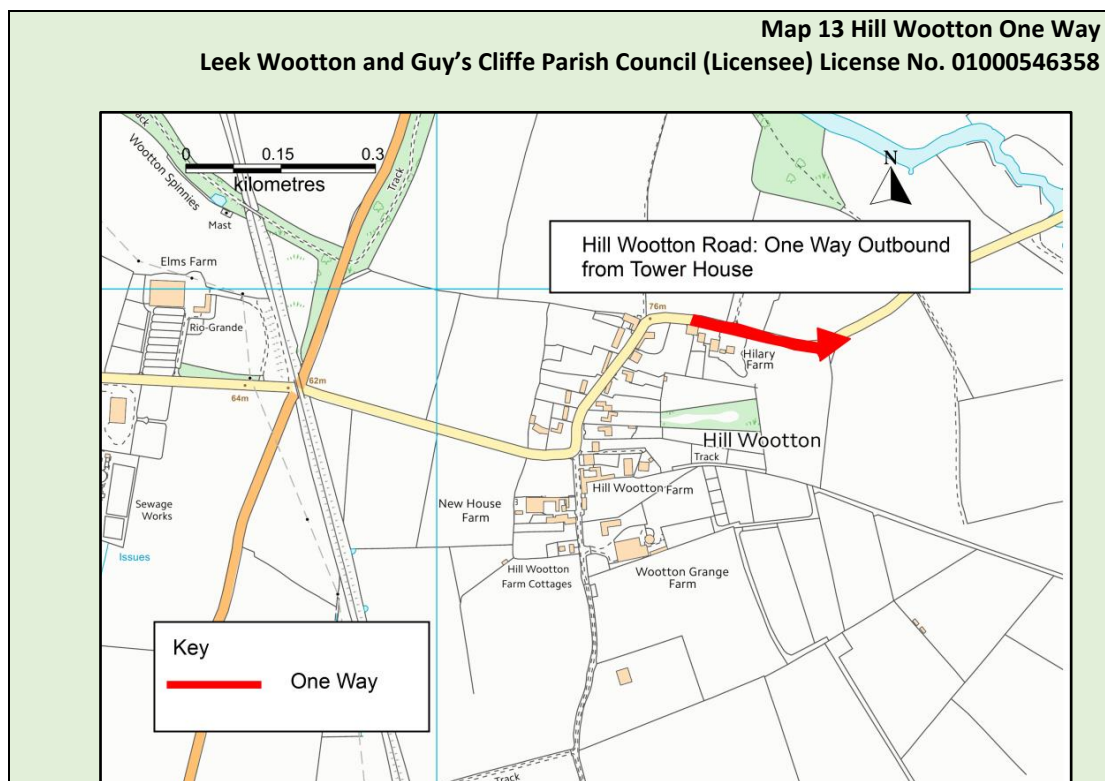 Map 13 Hill Wootton One Way
Leek Wootton and Guy's Cliffe Parish Council (Licensee) License No. 01000546358
Track
Wootton Spinnies
0 0.15 0.3
kilometres
Track
N
Mast
Hill Wootton Road: One Way Outbound
from Tower House
Elms Farm
Rio-Grande
76m
Hilary
Farm
62m
64m
Hill Wootton
Track
Sewage
Works
New House
Farm
Hill Wootton Farm
Issues
Hill Wootton
Farm Cottages
Wootton Grange
Farm
Key
One Way
Track